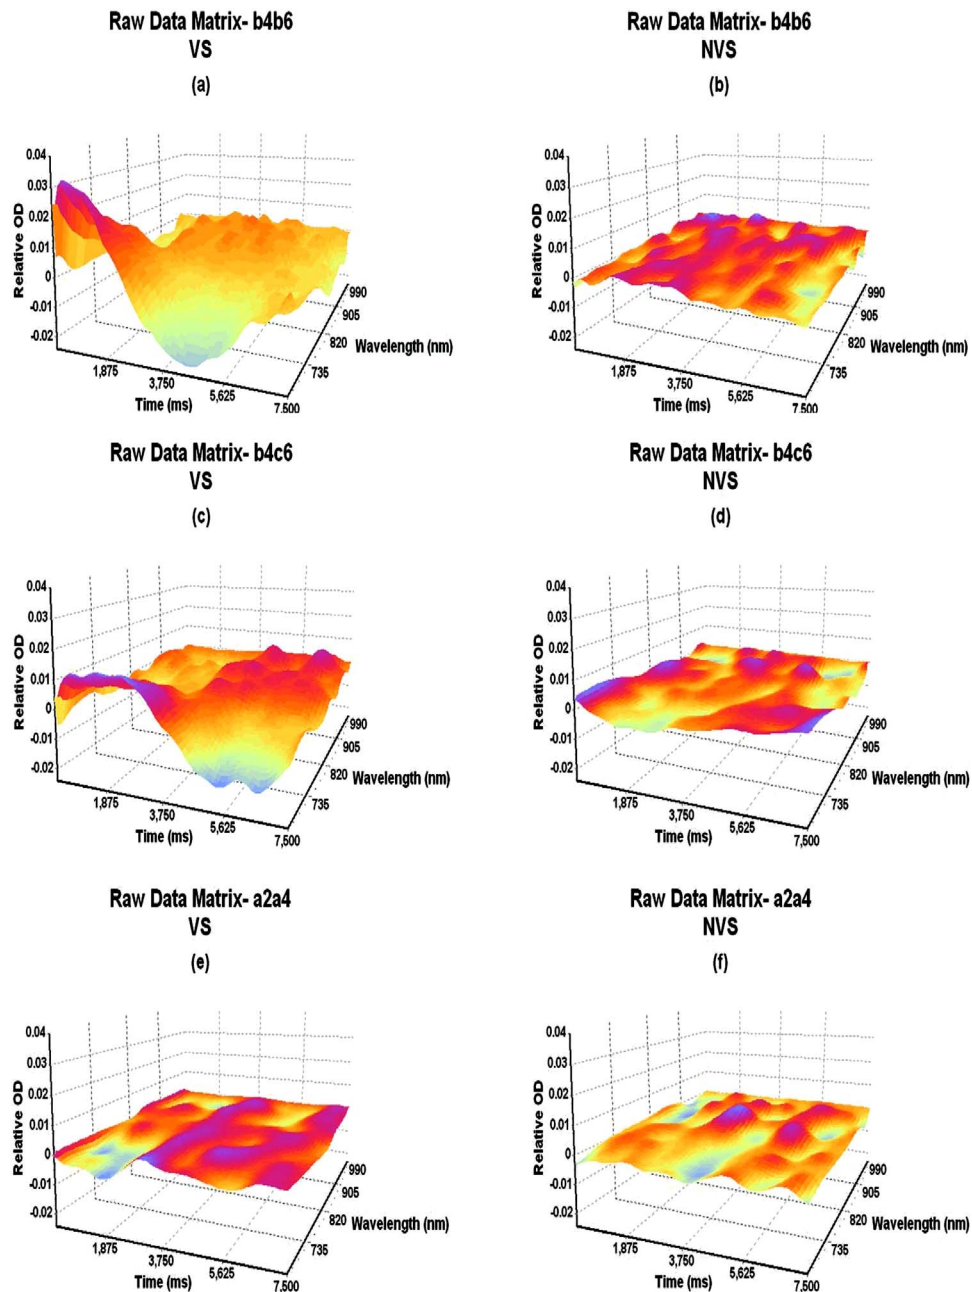 Raw Data Matrix- b4b6
VS
(a)
0.04
0.03
0.02
0.01
0
-0.01
-0.02
Relative OD
1,875
3,750
5,625
7,500
Time (ms)
990
905
820
735
Wavelength (nm)
Raw Data Matrix- b4b6
NVS
(b)
0.04
0.03
0.02
0.01
0
-0.01
-0.02
Relative OD
1,875
3,750
5,625
7,500
Time (ms)
990
905
820
735
Wavelength (nm)
Raw Data Matrix- b4c6
VS
(c)
0.04
0.03
0.02
0.01
0
-0.01
-0.02
Relative OD
1,875
3,750
5,625
7,500
Time (ms)
990
905
820
735
Wavelength (nm)
Raw Data Matrix- b4c6
NVS
(d)
0.04
0.03
0.02
0.01
0
-0.01
-0.02
Relative OD
1,875
3,750
5,625
7,500
Time (ms)
990
905
820
735
Wavelength (nm)
Raw Data Matrix- a2a4
VS
(e)
0.04
0.03
0.02
0.01
0
-0.01
-0.02
Relative OD
1,875
3,750
5,625
7,500
Time (ms)
990
905
820
735
Wavelength (nm)
Raw Data Matrix- a2a4
NVS
(f)
0.04
0.03
0.02
0.01
0
-0.01
-0.02
Relative OD
1,875
3,750
5,625
7,500
Time (ms)
990
905
820
735
Wavelength (nm)